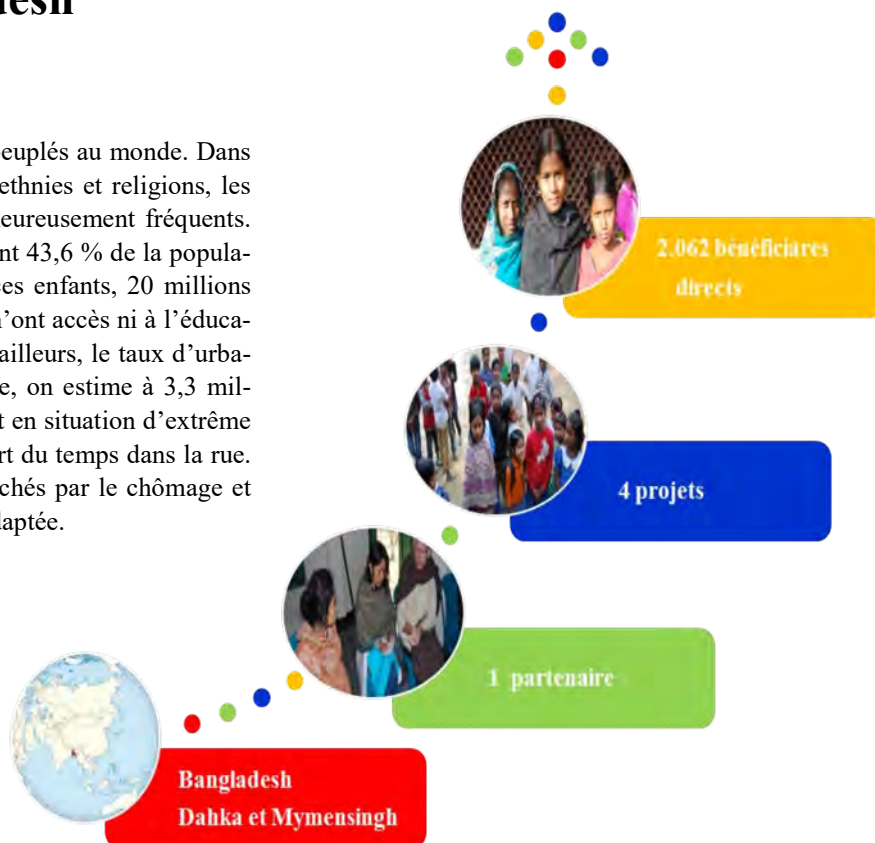 desh
euplés au monde. Dans
ethnies et religions, les
heureusement fréquents.
nt 43,6 % de la popula-
es enfants, 20 millions
n'ont accès ni à l'éduca-
ailleurs, le taux d'urba-
e, on estime à 3,3 mil-
t en situation d'extrême
rt du temps dans la rue.
chés par le chômage et
daptée.
2.062 bénéficiares
directs
4 projets
1 partenaire
Bangladesh
Dahka et Mymensingh